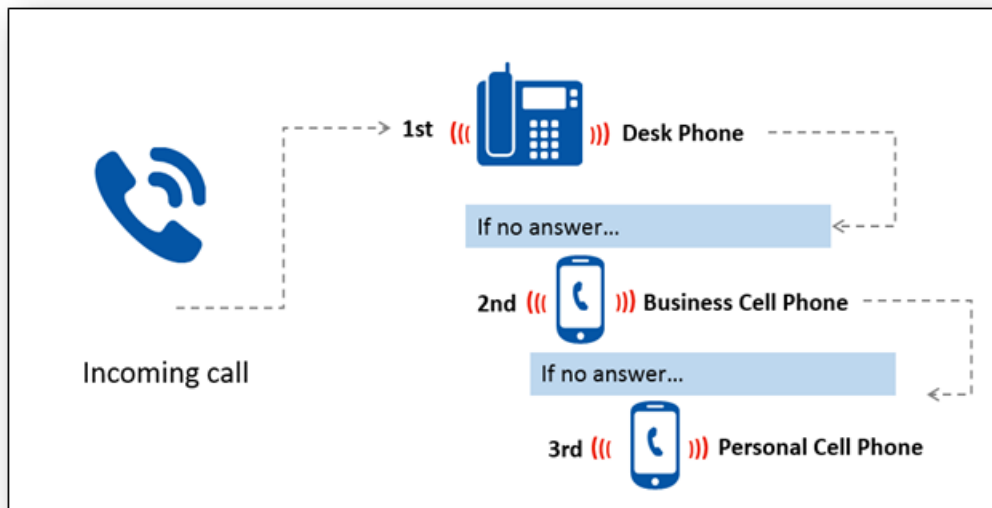 1st
Desk Phone
If no answer...
2nd
Business Cell Phone
If no answer...
Incoming call
3rd
Personal Cell Phone